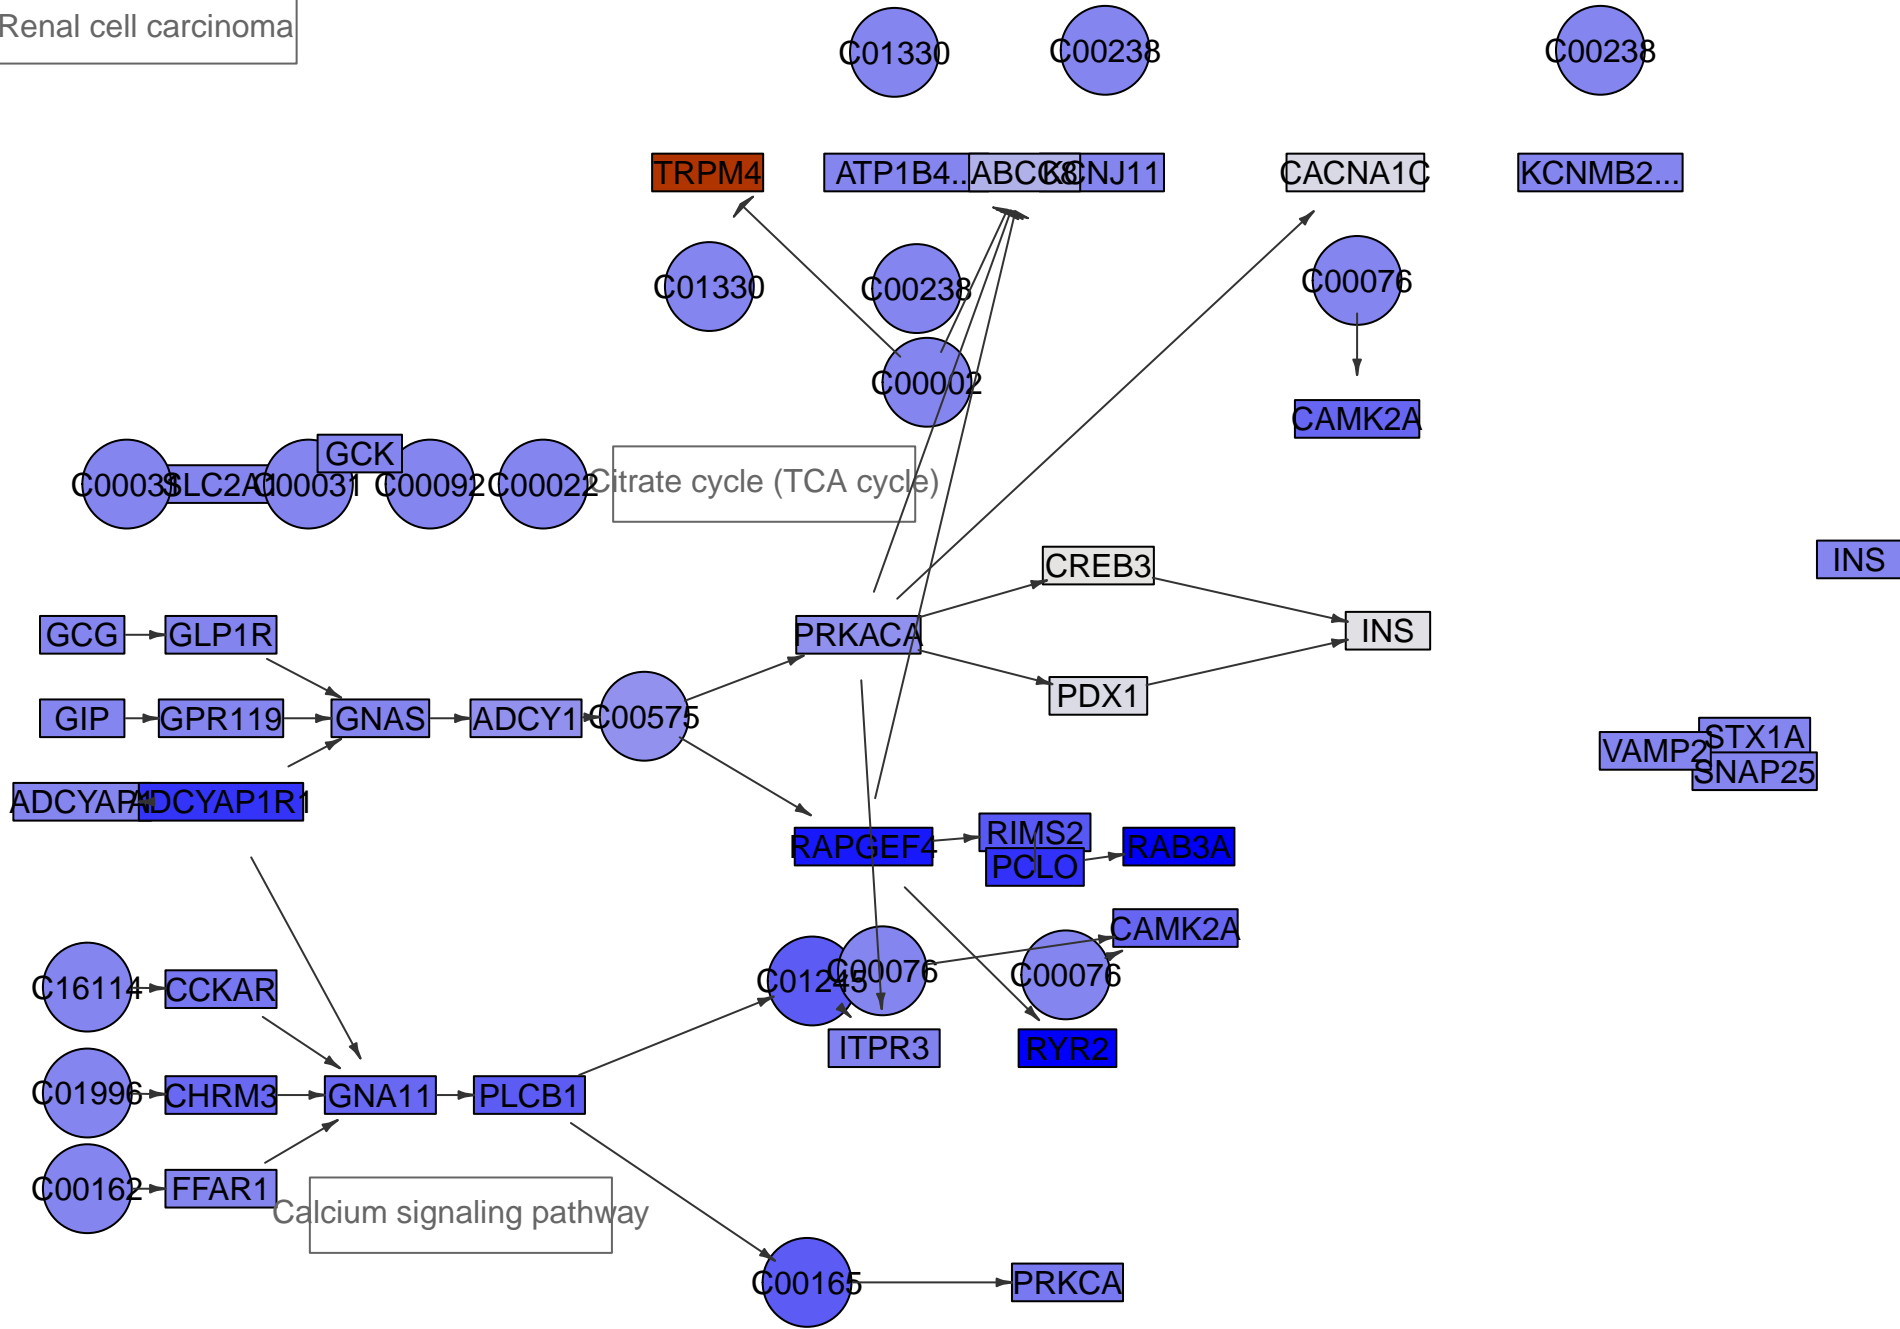 Renal cell carcinoma
C01330
C00238
C00238
TRPM4
ATP1B4...
ABCC8
KCNJ11
CACNA1C
KCNMB2...
C01330
C00238
C00076
C00002
CAMK2A
C00031
SLC2A1
C00031
GCK
C00092
C00022
Citrate cycle (TCA cycle)
CREB3
INS
GCG
GLP1R
PRKACA
INS
PDX1
GIP
GPR119
GNAS
ADCY1
C00575
VAMP2
STX1A
SNAP25
ADCYAP1
ADCYAP1R1
RAPGEF4
RIMS2
PCLO
RAB3A
CAMK2A
C16114
CCKAR
C01245
C00076
C00076
ITPR3
RYR2
C01996
CHRM3
GNA11
PLCB1
C00162
FFAR1
Calcium signaling pathway
C00165
PRKCA